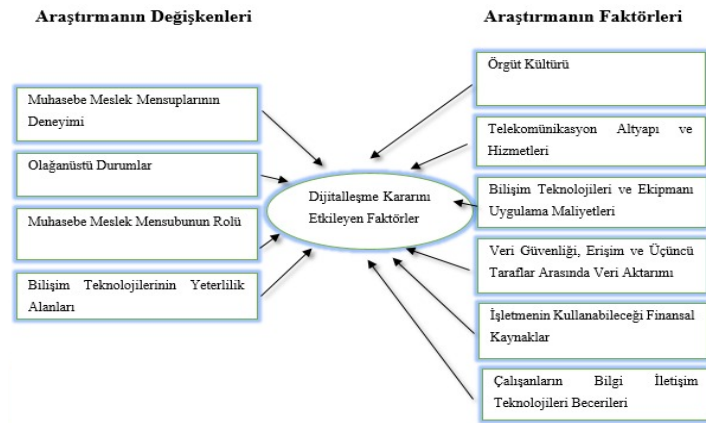 Araştırmanın Değişkenleri
Araştırmanın Faktörleri
Muhasebe Meslek Mensuplarının
Deneyimi
Olağanüstü Durumlar
Muhasebe Meslek Mensubunun Rolü
Bilişim Teknolojilerinin Yeterlilik
Alanları
Dijitalleşme Kararını
Etkileyen Faktörler
Örgüt Kültürü
Telekomünikasyon Altyapı ve
Hizmetleri
Bilişim Teknolojileri ve Ekipmanı
Uygulama Maliyetleri
Veri Güvenliği, Erişim ve Üçüncü
Taraflar Arasında Veri Aktarımı
İşletmenin Kullanabileceği Finansal
Kaynaklar
Çalışanların Bilgi İletişim
Teknolojileri Becerileri